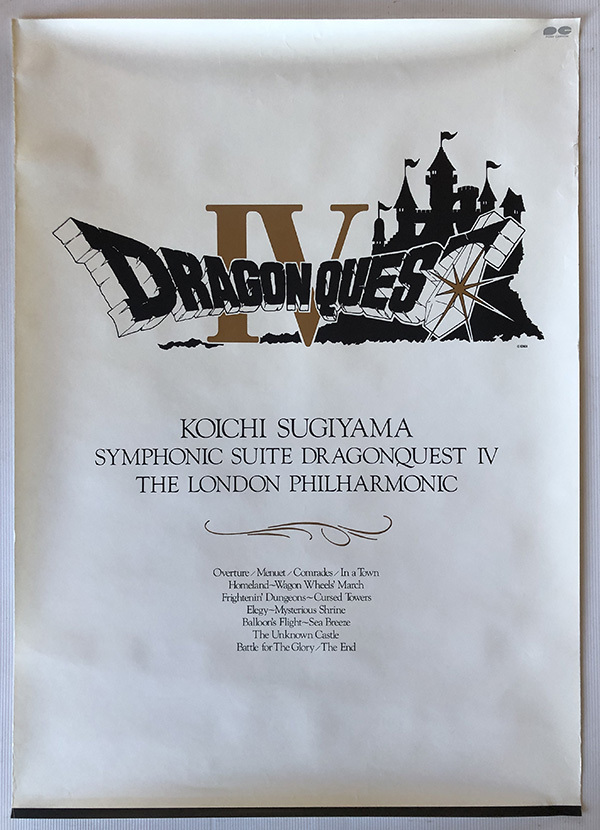 IV
DRAGON QUEST
© ENIX
KOICHI SUGIYAMA
SYMPHONIC SUITE DRAGONQUEST IV
THE LONDON PHILHARMONIC
Overture/Menuet/Comrades/In a Town
Homeland~Wagon Wheels' March
Frightenin' Dungeons~Cursed Towers
Elegy~Mysterious Shrine
Balloon's Flight~Sea Breeze
The Unknown Castle
Battle for The Glory/The End